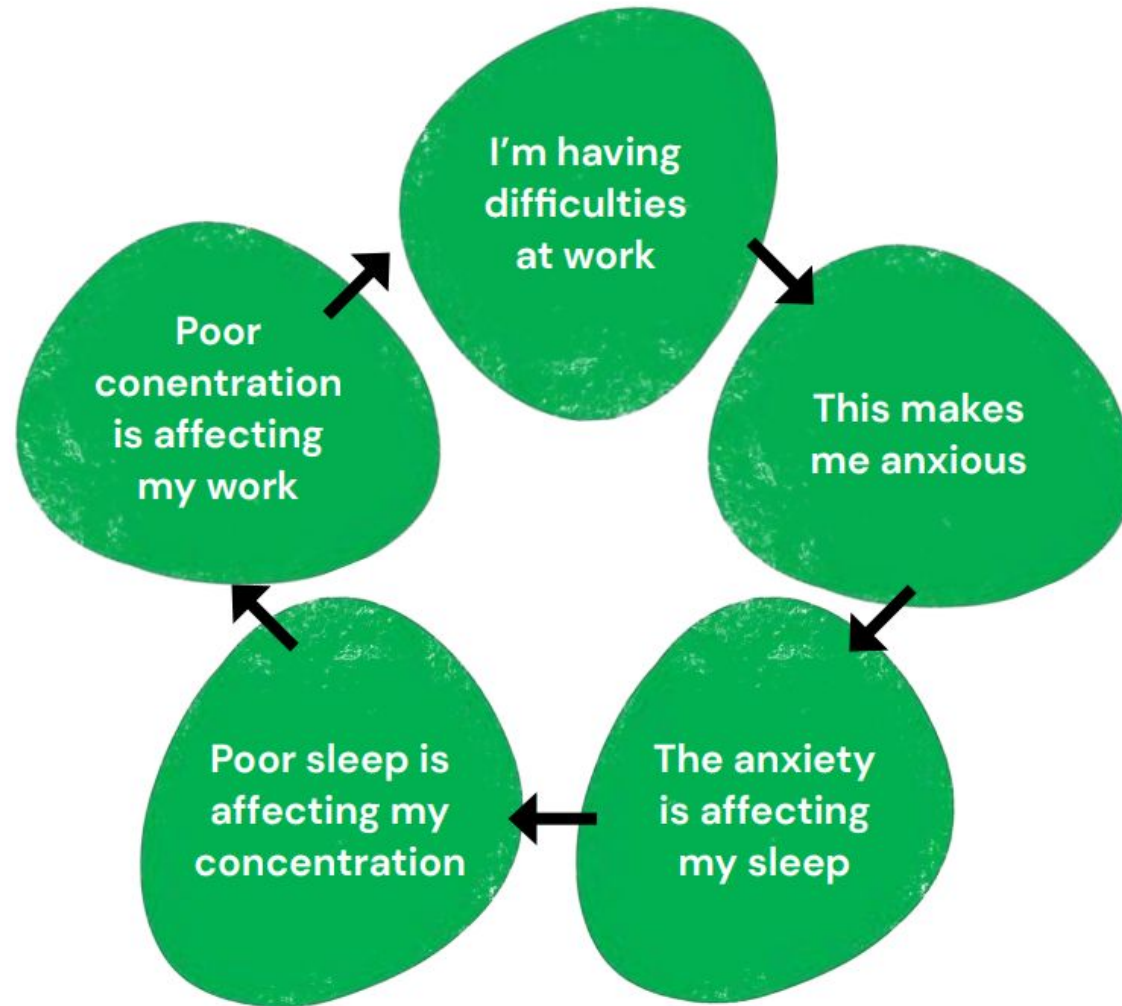 I'm having
difficulties
at work
This makes
me anxious
The anxiety
is affecting
my sleep
Poor sleep is
affecting my
concentration
Poor
conentration
is affecting
my work